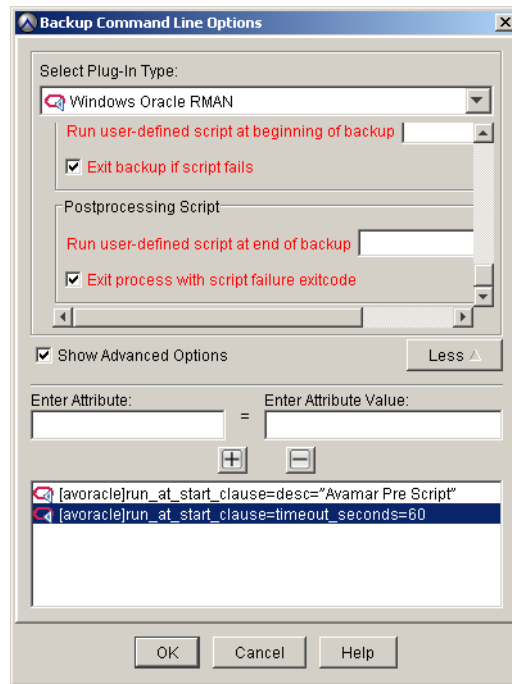 Backup Command Line Options
Select Plug-In Type:
Windows Oracle RMAN
Run user-defined script at beginning of backup
Exit backup if script fails
Postprocessing Script
Run user-defined script at end of backup
Exit process with script failure exitcode
Show Advanced Options
Less
Enter Attribute:
=
Enter Attribute Value:
[avoracle]run_at_start_clause=desc=”Avamar Pre Script”
[avoracle]run_at_start_clause=timeout_seconds=60
OK
Cancel
Help